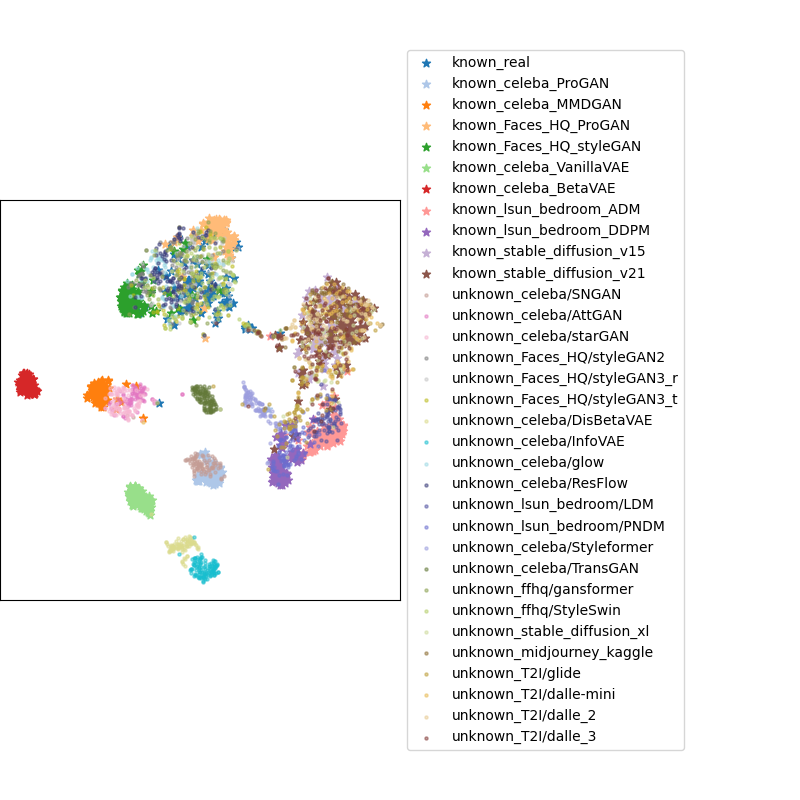 known_real
known_celeba_ProGAN
known_celeba_MMDGAN
known_Faces_HQ_ProGAN
known_Faces_HQ_styleGAN
known_celeba_VanillaVAE
known_celeba_BetaVAE
known_lsun_bedroom_ADM
known_lsun_bedroom_DDPM
known_stable_diffusion_v15
known_stable_diffusion_v21
unknown_celeba/SNGAN
unknown_celeba/AttGAN
unknown_celeba/starGAN
unknown_Faces_HQ/styleGAN2
unknown_Faces_HQ/styleGAN3_r
unknown_Faces_HQ/styleGAN3_t
unknown_celeba/DisBetaVAE
unknown_celeba/InfoVAE
unknown_celeba/glow
unknown_celeba/ResFlow
unknown_lsun_bedroom/LDM
unknown_lsun_bedroom/PNDM
unknown_celeba/Styleformer
unknown_celeba/TransGAN
unknown_ffhq/gansformer
unknown_ffhq/StyleSwin
unknown_stable_diffusion_xl
unknown_midjourney_kaggle
unknown_T2I/glide
unknown_T2I/dalle-mini
unknown_T2I/dalle_2
unknown_T2I/dalle_3